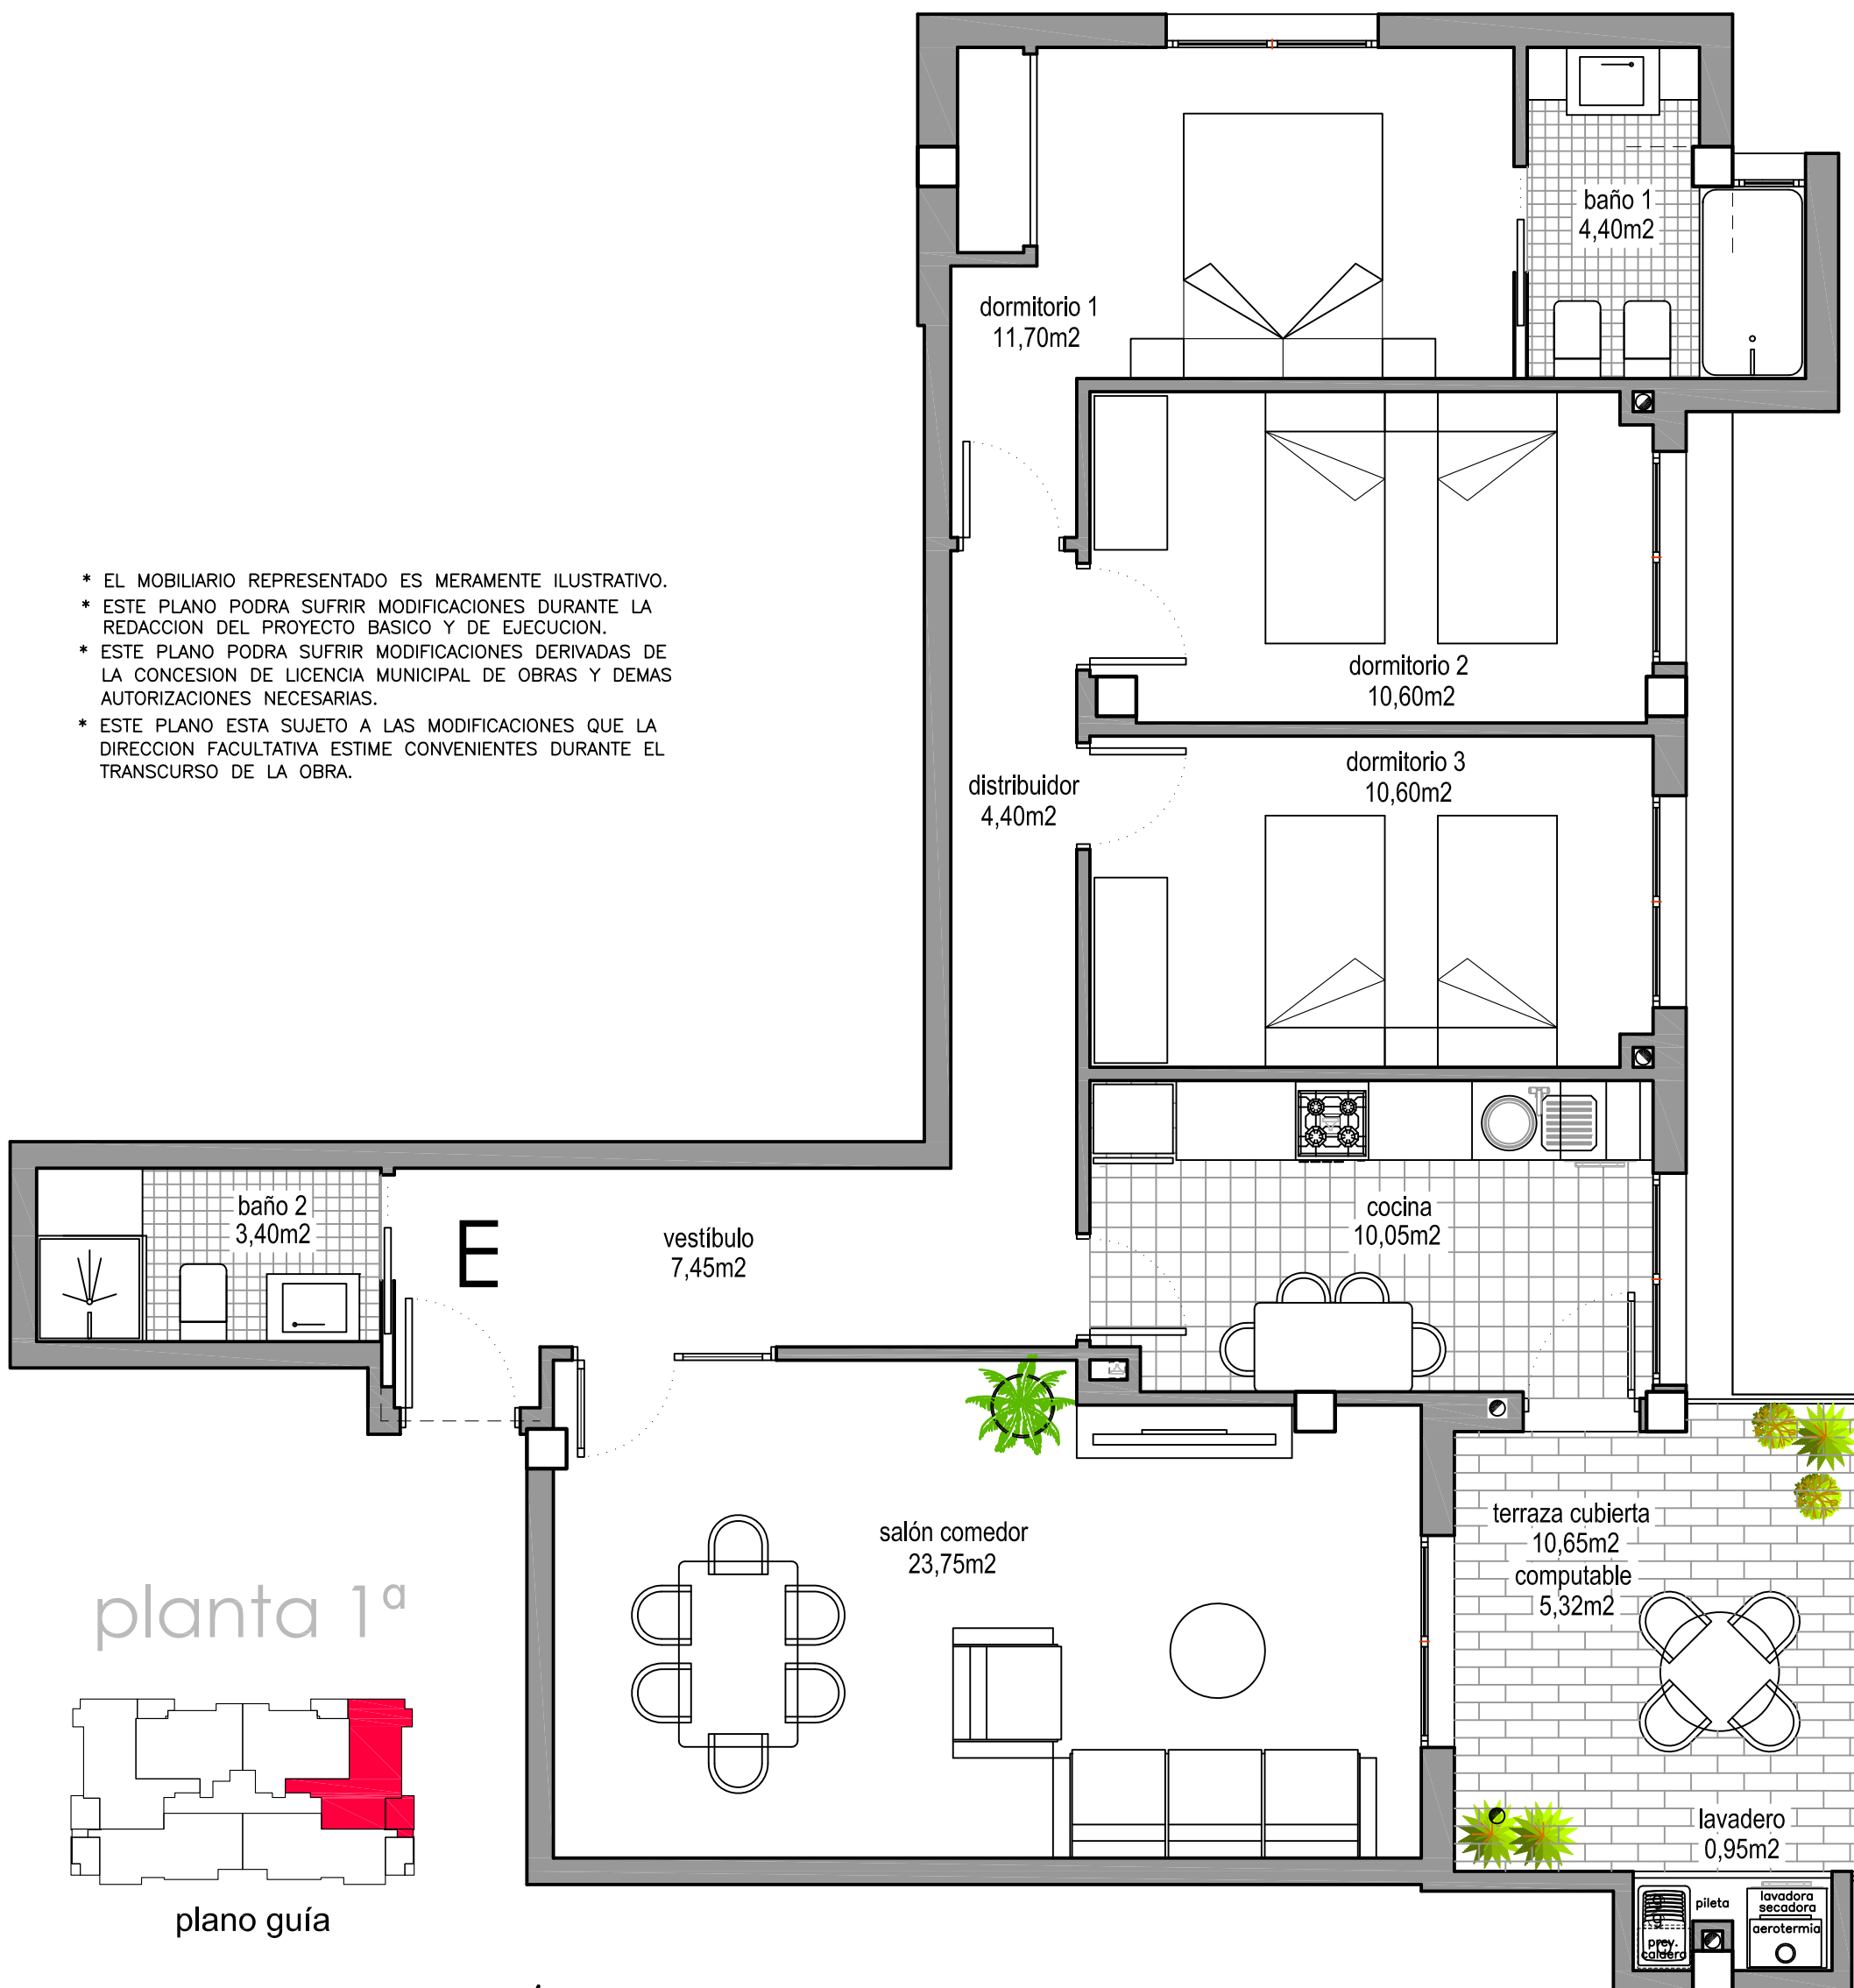 baño 1
4,40m2
dormitorio 1
11,70m2
* EL MOBILIARIO REPRESENTADO ES MERAMENTE ILUSTRATIVO.
* ESTE PLANO PODRA SUFRIR MODIFICACIONES DURANTE LA
REDACCION DEL PROYECTO BASICO Y DE EJECUCION.
* ESTE PLANO PODRA SUFRIR MODIFICACIONES DERIVADAS DE
LA CONCESION DE LICENCIA MUNICIPAL DE OBRAS Y DEMAS
AUTORIZACIONES NECESARIAS.
* ESTE PLANO ESTA SUJETO A LAS MODIFICACIONES QUE LA
DIRECCION FACULTATIVA ESTIME CONVENIENTES DURANTE EL
TRANSCURSO DE LA OBRA.
dormitorio 2
10,60m2
dormitorio 3
10,60m2
distribuidor
4,40m2
baño 2
3,40m2
E
vestíbulo
7,45m2
cocina
10,05m2
salón comedor
23,75m2
terraza cubierta
10,65m2
computable
5,32m2
planta 1ª
lavadero
0,95m2
pileta
lavadora
secadora
aerotermia
prev.
caldera
plano guía